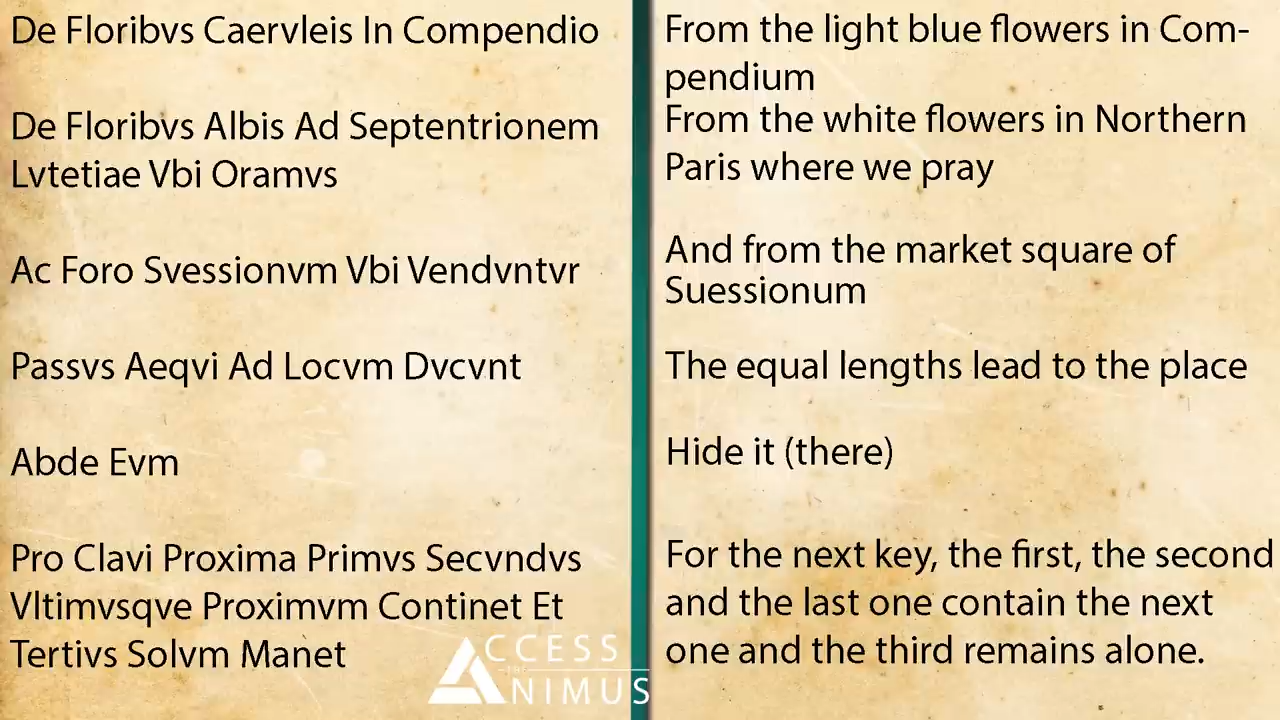 De Floribvs Caervleis In Compendio
De Floribvs Albis Ad Septentrionem
Lvtetiae Vbi Oramvs
Ac Foro Svessionvm Vbi Vendvntvr
Passvs Aeqvi Ad Locvm Dvcvnt
Abde Evm
Pro Clavi Proxima Primvs Secvndvs
Vltimvsqve Proximvm Continet Et
Tertivs Solvm Manet
From the light blue flowers in Com-
pendium
From the white flowers in Northern
Paris where we pray
And from the market square of
Suessionum
The equal lengths lead to the place
Hide it (there)
For the next key, the first, the second
and the last one contain the next
one and the third remains alone.
ACCESS
THE
ANIMUS